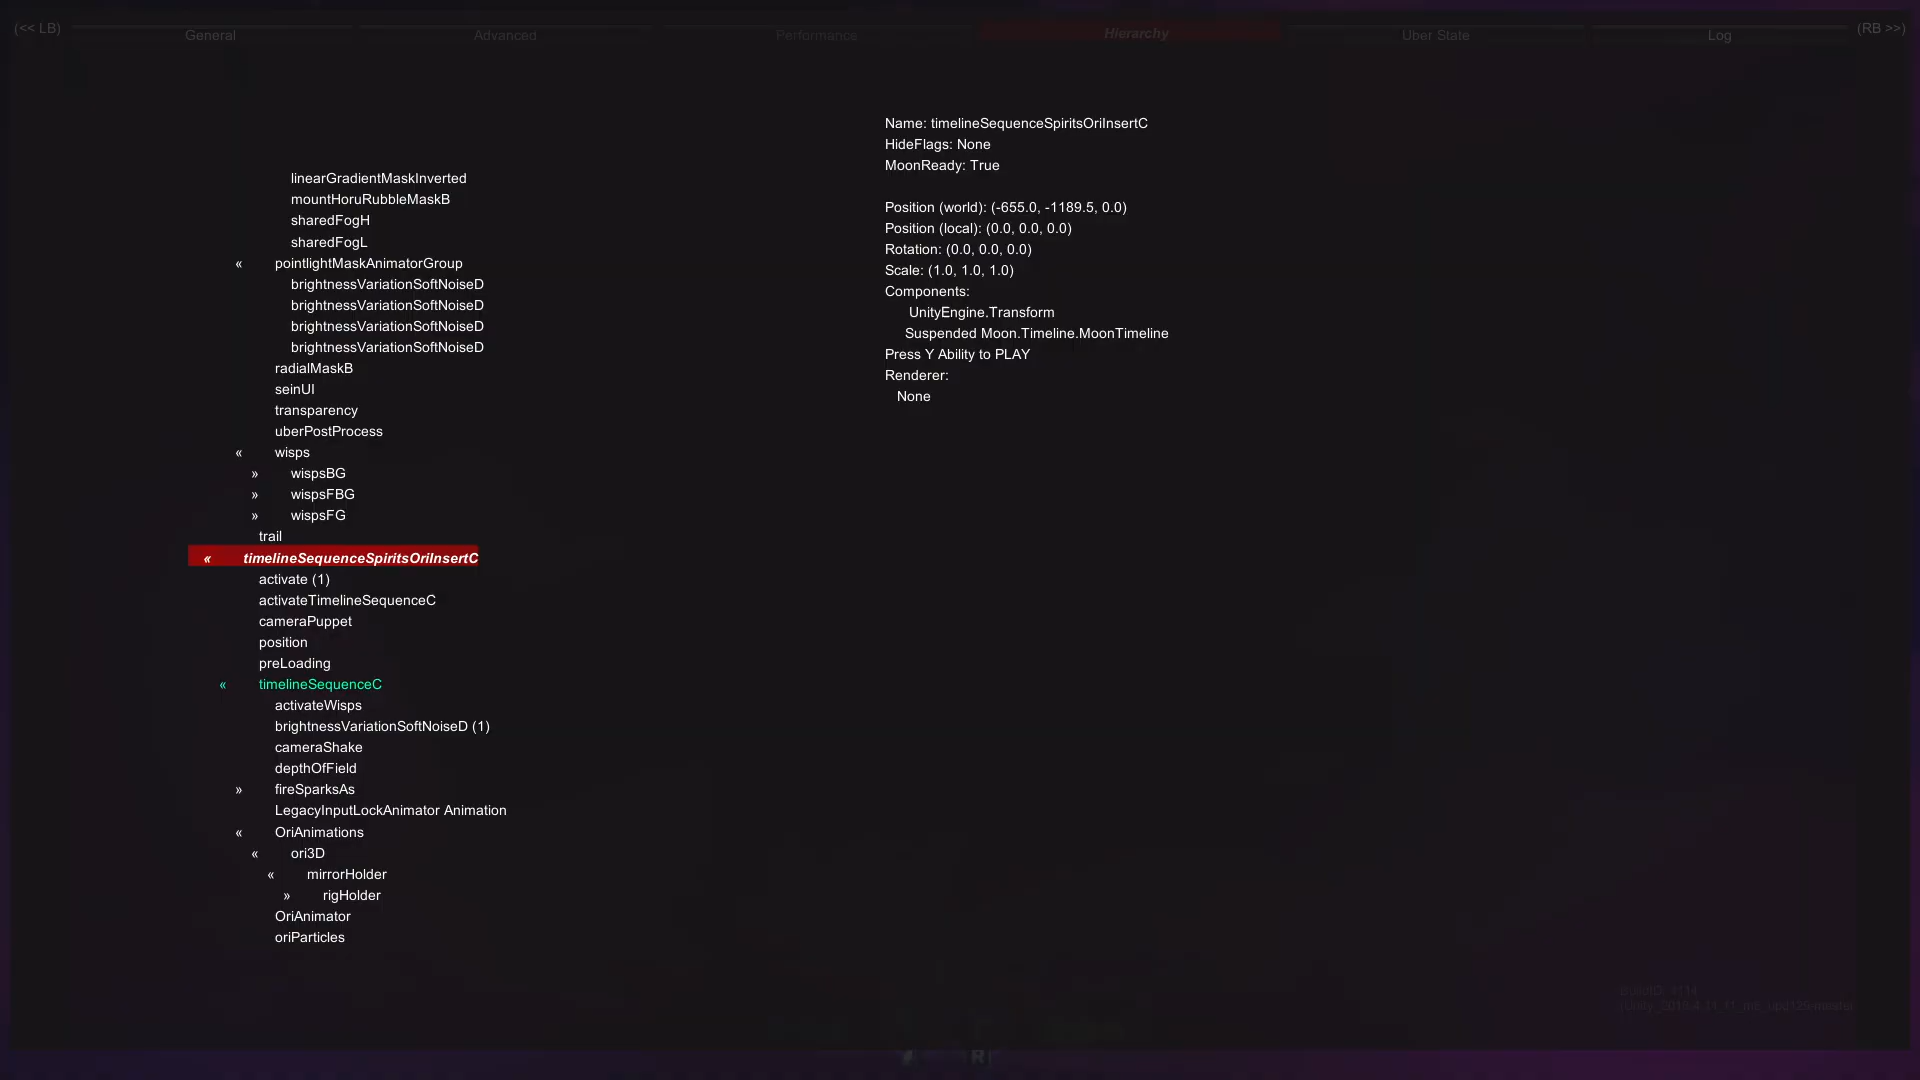 (<< LB)
General
Advanced
Performance
Hierarchy
Uber State
Log
(RB >>)
linearGradientMaskInverted
mountHoruRubbleMaskB
sharedFogH
sharedFogL
« pointlightMaskAnimatorGroup
brightnessVariationSoftNoiseD
brightnessVariationSoftNoiseD
brightnessVariationSoftNoiseD
brightnessVariationSoftNoiseD
radialMaskB
seinUI
transparency
uberPostProcess
« wisps
» wispsBG
» wispsFBG
» wispsFG
trail
« timelineSequenceSpiritsOriInsertC
activate (1)
activateTimelineSequenceC
cameraPuppet
position
preLoading
« timelineSequenceC
activateWisps
brightnessVariationSoftNoiseD (1)
cameraShake
depthOfField
» fireSparksAs
LegacyInputLockAnimator Animation
« OriAnimations
« ori3D
« mirrorHolder
» rigHolder
OriAnimator
oriParticles
Name: timelineSequenceSpiritsOriInsertC
HideFlags: None
MoonReady: True
Position (world): (-655.0, -1189.5, 0.0)
Position (local): (0.0, 0.0, 0.0)
Rotation: (0.0, 0.0, 0.0)
Scale: (1.0, 1.0, 1.0)
Components:
UnityEngine.Transform
Suspended Moon.Timeline.MoonTimeline
Press Y Ability to PLAY
Renderer:
None